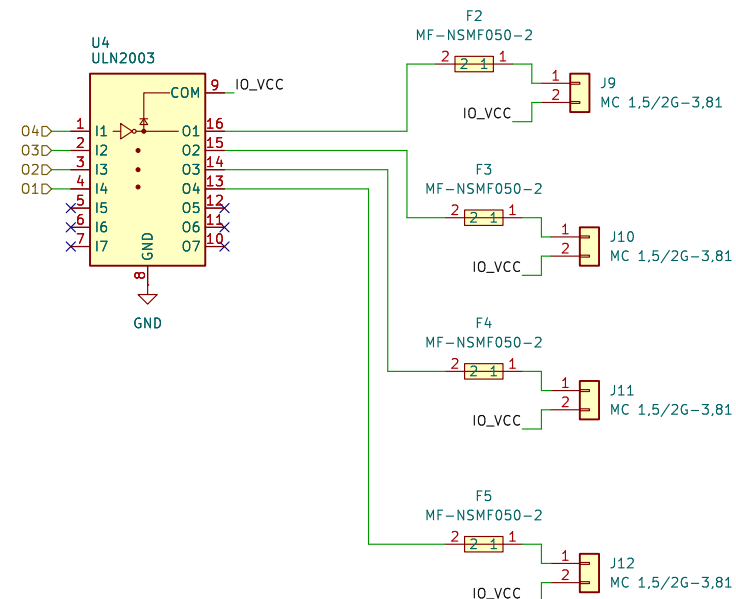 U4
ULN2003
COM 9 IO_VCC
O4 1 I1 O1 16
O3 2 I2 O2 15
O2 3 I3 O3 14
O1 4 I4 O4 13
5 I5 O5 12
6 I6 O6 11
7 I7 O7 10
GND
8
GND
F2
MF-NSMF050-2
2 2 1 1
J9
1
2
MC 1,5/2G-3,81
IO_VCC
F3
MF-NSMF050-2
2 2 1 1
J10
1
2
MC 1,5/2G-3,81
IO_VCC
F4
MF-NSMF050-2
2 2 1 1
J11
1
2
MC 1,5/2G-3,81
IO_VCC
F5
MF-NSMF050-2
2 2 1 1
J12
1
2
MC 1,5/2G-3,81
IO_VCC